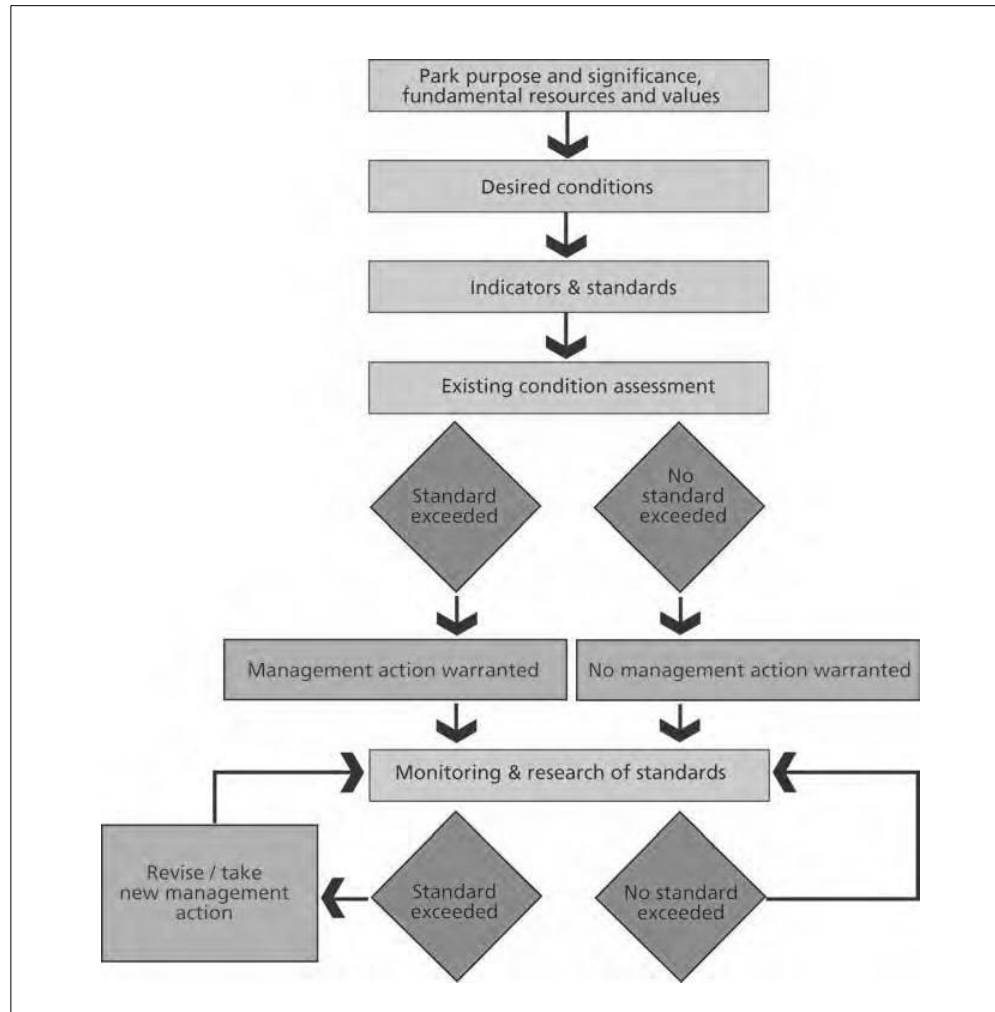 Park purpose and significance,
fundamental resources and values
Desired conditions
Indicators & standards
Existing condition assessment
Standard
exceeded
No
standard
exceeded
Management action warranted
No management action warranted
Monitoring & research of standards
Revise / take
new management
action
Standard
exceeded
No standard
exceeded